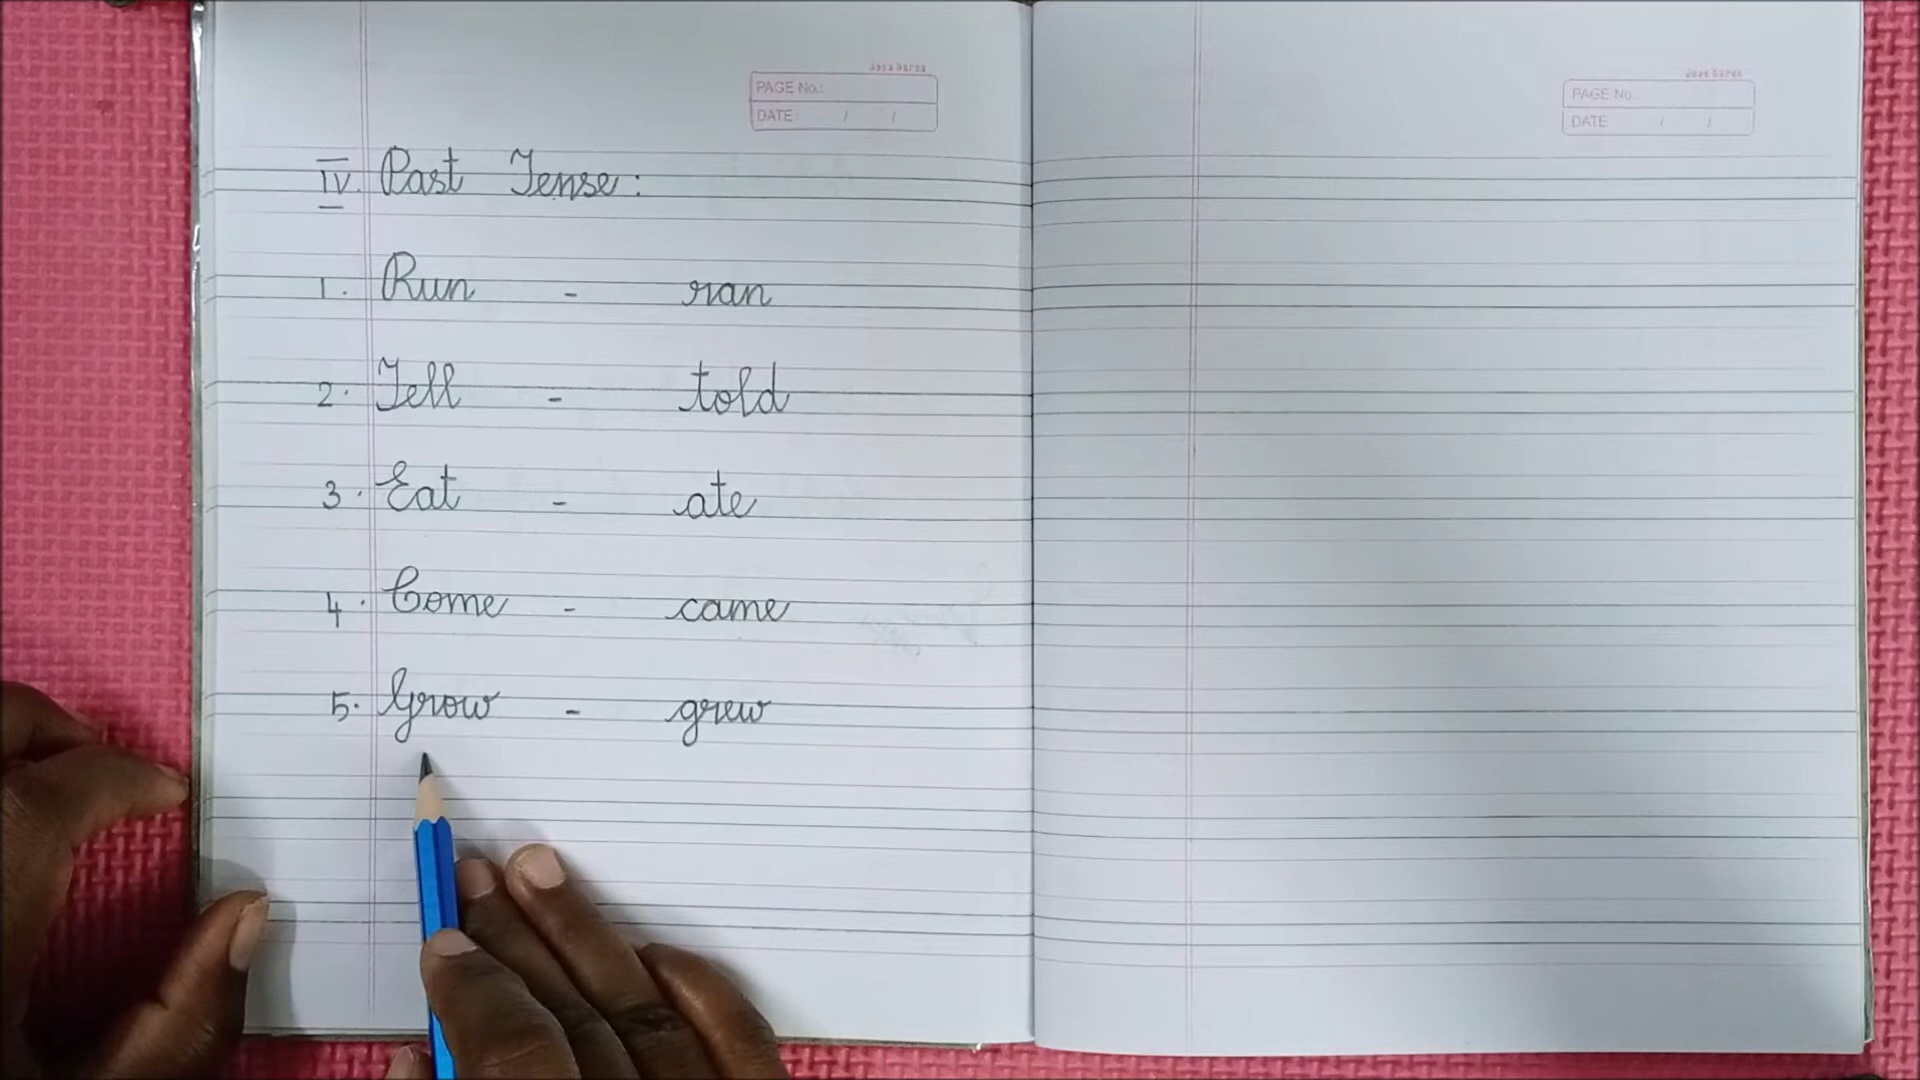 PAGE No.:
DATE / /
PAGE No.:
DATE / /
IV. Past Tense:
1. Run - ran
2. Tell - told
3. Eat - ate
4. Come - came
5. Grow - grew